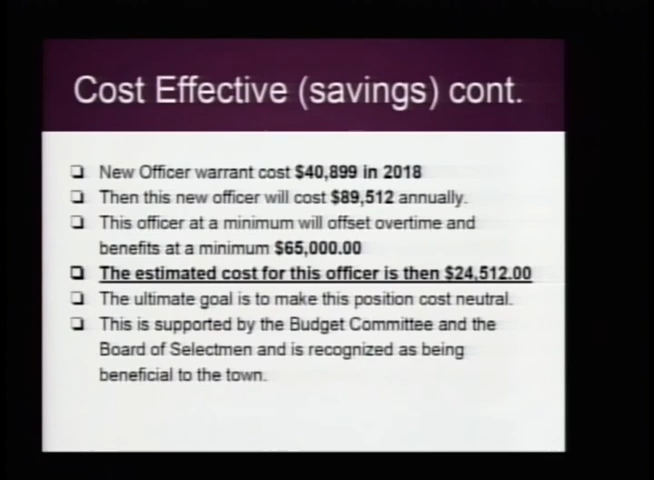 Cost Effective (savings) cont.
❑ New Officer warrant cost $40,899 in 2018
❑ Then this new officer will cost $89,512 annually.
❑ This officer at a minimum will offset overtime and
benefits at a minimum $65,000.00
❑ The estimated cost for this officer is then $24,512.00
❑ The ultimate goal is to make this position cost neutral.
❑ This is supported by the Budget Committee and the
Board of Selectmen and is recognized as being
beneficial to the town.